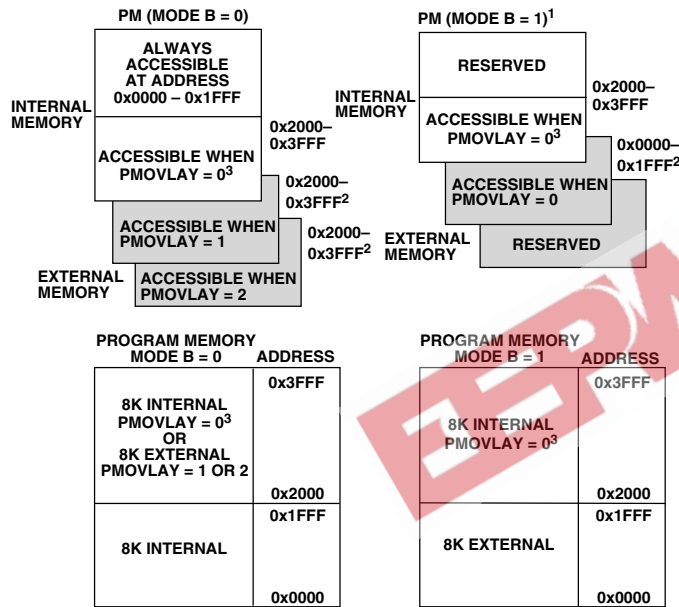 PM (MODE B = 0)
ALWAYS
ACCESSIBLE
AT ADDRESS
0x0000 – 0x1FFF
INTERNAL
MEMORY
0x2000–
0x3FFF
ACCESSIBLE WHEN
PMOVLAY = 0³
0x2000–
0x3FFF²
ACCESSIBLE WHEN
PMOVLAY = 1
0x2000–
0x3FFF²
EXTERNAL
MEMORY
ACCESSIBLE WHEN
PMOVLAY = 2
PM (MODE B = 1)¹
RESERVED
INTERNAL
MEMORY
0x2000–
0x3FFF
ACCESSIBLE WHEN
PMOVLAY = 0³
0x0000–
0x1FFF²
ACCESSIBLE WHEN
PMOVLAY = 0
EXTERNAL
MEMORY
RESERVED
PROGRAM MEMORY
MODE B = 0
ADDRESS
0x3FFF
8K INTERNAL
PMOVLAY = 0³
OR
8K EXTERNAL
PMOVLAY = 1 OR 2
0x2000
0x1FFF
8K INTERNAL
0x0000
PROGRAM MEMORY
MODE B = 1
ADDRESS
0x3FFF
8K INTERNAL
PMOVLAY = 0³
0x2000
0x1FFF
8K EXTERNAL
0x0000
EEPW